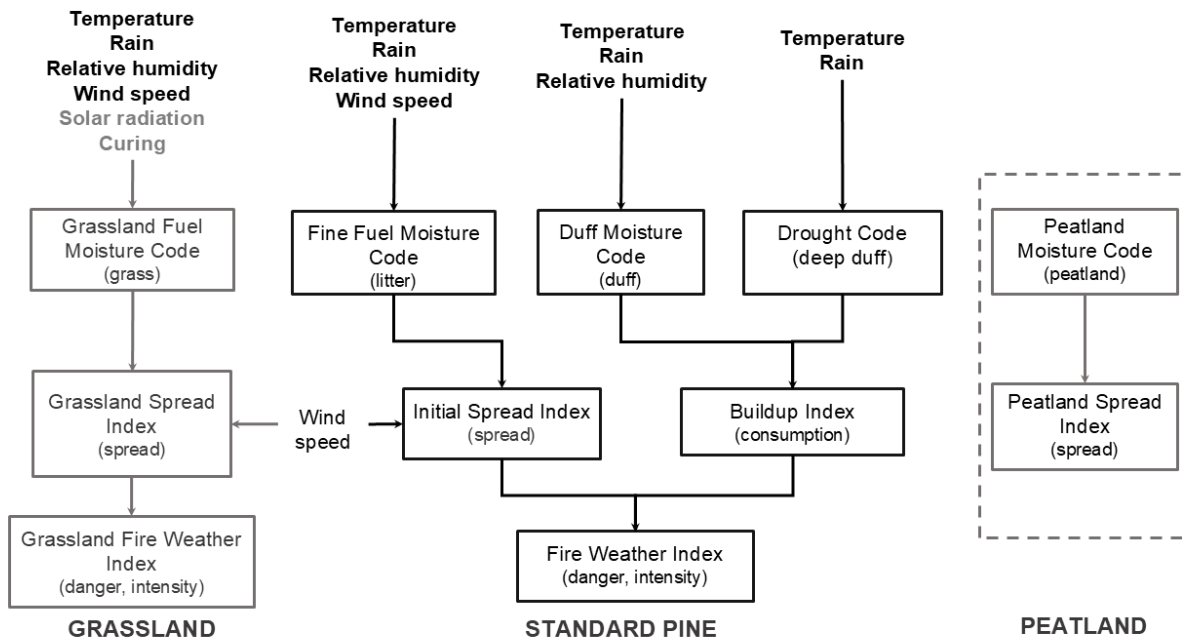 Temperature
Rain
Relative humidity
Wind speed
Solar radiation
Curing
Temperature
Rain
Relative humidity
Wind speed
Temperature
Rain
Relative humidity
Temperature
Rain
Grassland Fuel
Moisture Code
(grass)
Fine Fuel Moisture
Code
(litter)
Duff Moisture
Code
(duff)
Drought Code
(deep duff)
Peatland
Moisture Code
(peatland)
Grassland Spread
Index
(spread)
Wind
speed
Initial Spread Index
(spread)
Buildup Index
(consumption)
Peatland Spread
Index
(spread)
Grassland Fire Weather
Index
(danger, intensity)
Fire Weather Index
(danger, intensity)
GRASSLAND
STANDARD PINE
PEATLAND